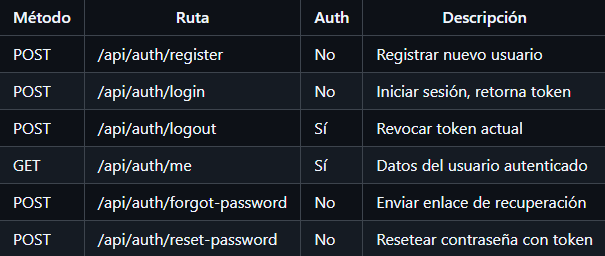 Método Ruta Auth Descripción
POST /api/auth/register No Registrar nuevo usuario
POST /api/auth/login No Iniciar sesión, retorna token
POST /api/auth/logout Sí Revocar token actual
GET /api/auth/me Sí Datos del usuario autenticado
POST /api/auth/forgot-password No Enviar enlace de recuperación
POST /api/auth/reset-password No Resetear contraseña con token